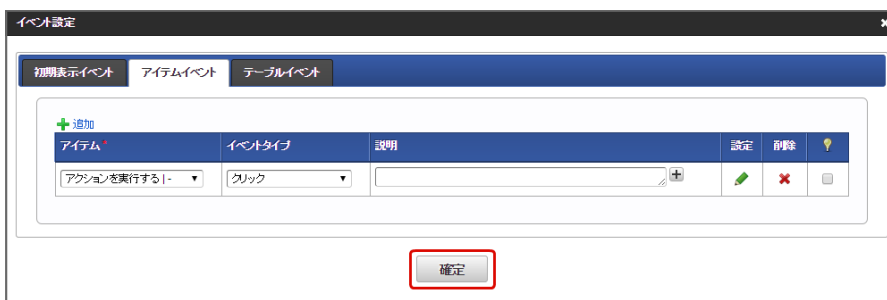 イベント設定
初期表示イベント アイテムイベント テーブルイベント
追加
アイテム* イベントタイプ 説明 設定 削除
アクションを実行する | - クリック
確定